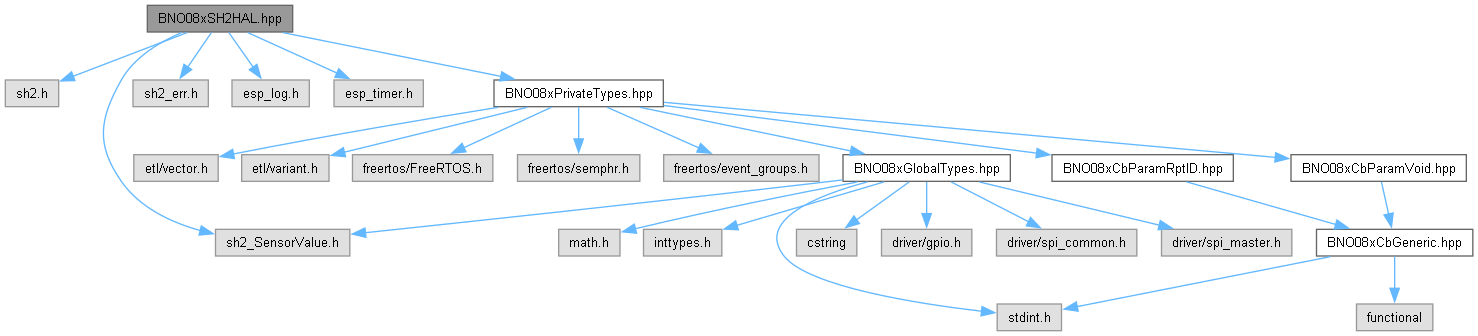 BNO08xSH2HAL.hpp
sh2.h
sh2_err.h
esp_log.h
esp_timer.h
BNO08xPrivateTypes.hpp
etl/vector.h
etl/variant.h
freertos/FreeRTOS.h
freertos/semphr.h
freertos/event_groups.h
BNO08xGlobalTypes.hpp
BNO08xCbParamRptID.hpp
BNO08xCbParamVoid.hpp
sh2_SensorValue.h
math.h
inttypes.h
cstring
driver/gpio.h
driver/spi_common.h
driver/spi_master.h
BNO08xCbGeneric.hpp
stdint.h
functional